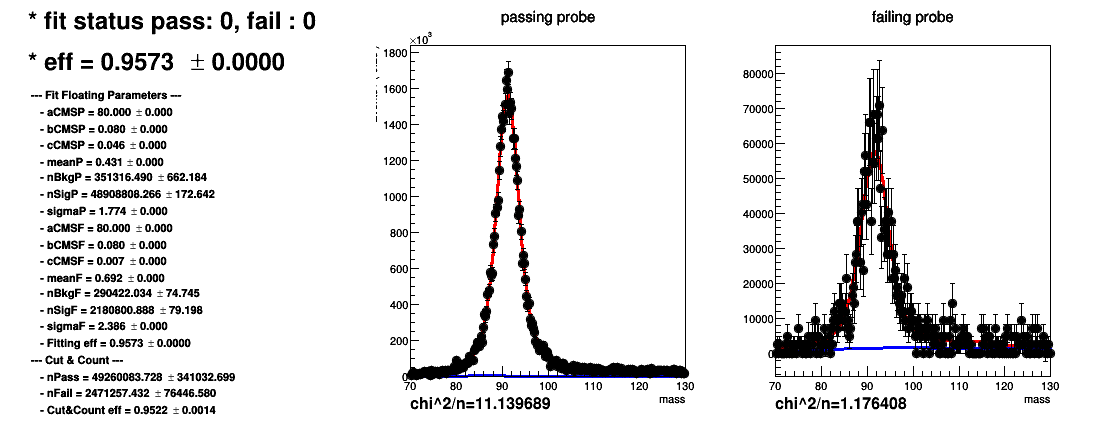 * fit status pass: 0, fail : 0
* eff = 0.9573 ± 0.0000
--- Fit Floating Parameters ---
- aCMSP = 80.000 ± 0.000
- bCMSP = 0.080 ± 0.000
- cCMSP = 0.046 ± 0.000
- meanP = 0.431 ± 0.000
- nBkgP = 351316.490 ± 662.184
- nSigP = 48908808.266 ± 172.642
- sigmaP = 1.774 ± 0.000
- aCMSF = 80.000 ± 0.000
- bCMSF = 0.080 ± 0.000
- cCMSF = 0.007 ± 0.000
- meanF = 0.692 ± 0.000
- nBkgF = 290422.034 ± 74.745
- nSigF = 2180800.888 ± 79.198
- sigmaF = 2.386 ± 0.000
- Fitting eff = 0.9573 ± 0.0000
--- Cut & Count ---
- nPass = 49260083.728 ± 341032.699
- nFail = 2471257.432 ± 76446.580
- Cut&Count eff = 0.9522 ± 0.0014
passing probe
×10³
1800
1600
1400
1200
1000
800
600
400
200
0
70 80 90 100 110 120 130
mass
chi^2/n=11.139689
failing probe
80000
70000
60000
50000
40000
30000
20000
10000
0
70 80 90 100 110 120 130
mass
chi^2/n=1.176408